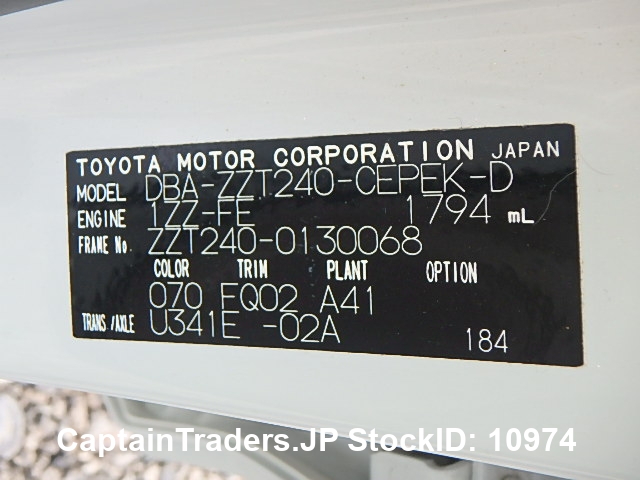 TOYOTA MOTOR CORPORATION JAPAN
MODEL DBA-ZZT240-CEPEK-D
ENGINE 1ZZ-FE 1794 mL
FRAME No. ZZT240-0130068
COLOR TRIM PLANT OPTION
070 FQ02 A41
TRANS./AXLE U341E -02A
184
CaptainTraders.JP StockID: 10974